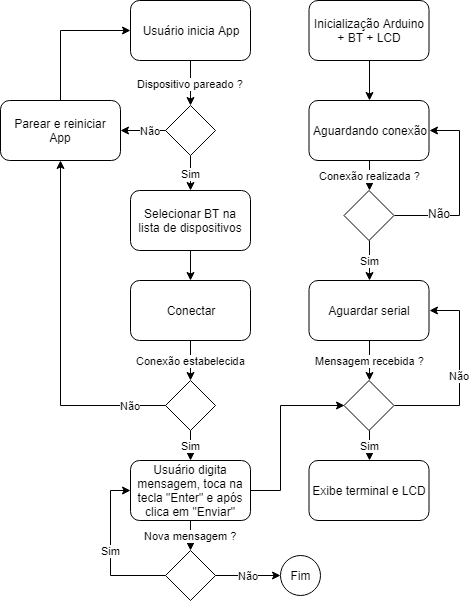 Usuário inicia App
Dispositivo pareado ?
Parear e reiniciar
App
Não
Sim
Selecionar BT na
lista de dispositivos
Conectar
Conexão estabelecida
Não
Sim
Usuário digita
mensagem, toca na
tecla "Enter" e após
clica em "Enviar"
Nova mensagem ?
Sim
Não
Fim
Inicialização Arduino
+ BT + LCD
Aguardando conexão
Conexão realizada ?
Não
Sim
Aguardar serial
Mensagem recebida ?
Não
Sim
Exibe terminal e LCD